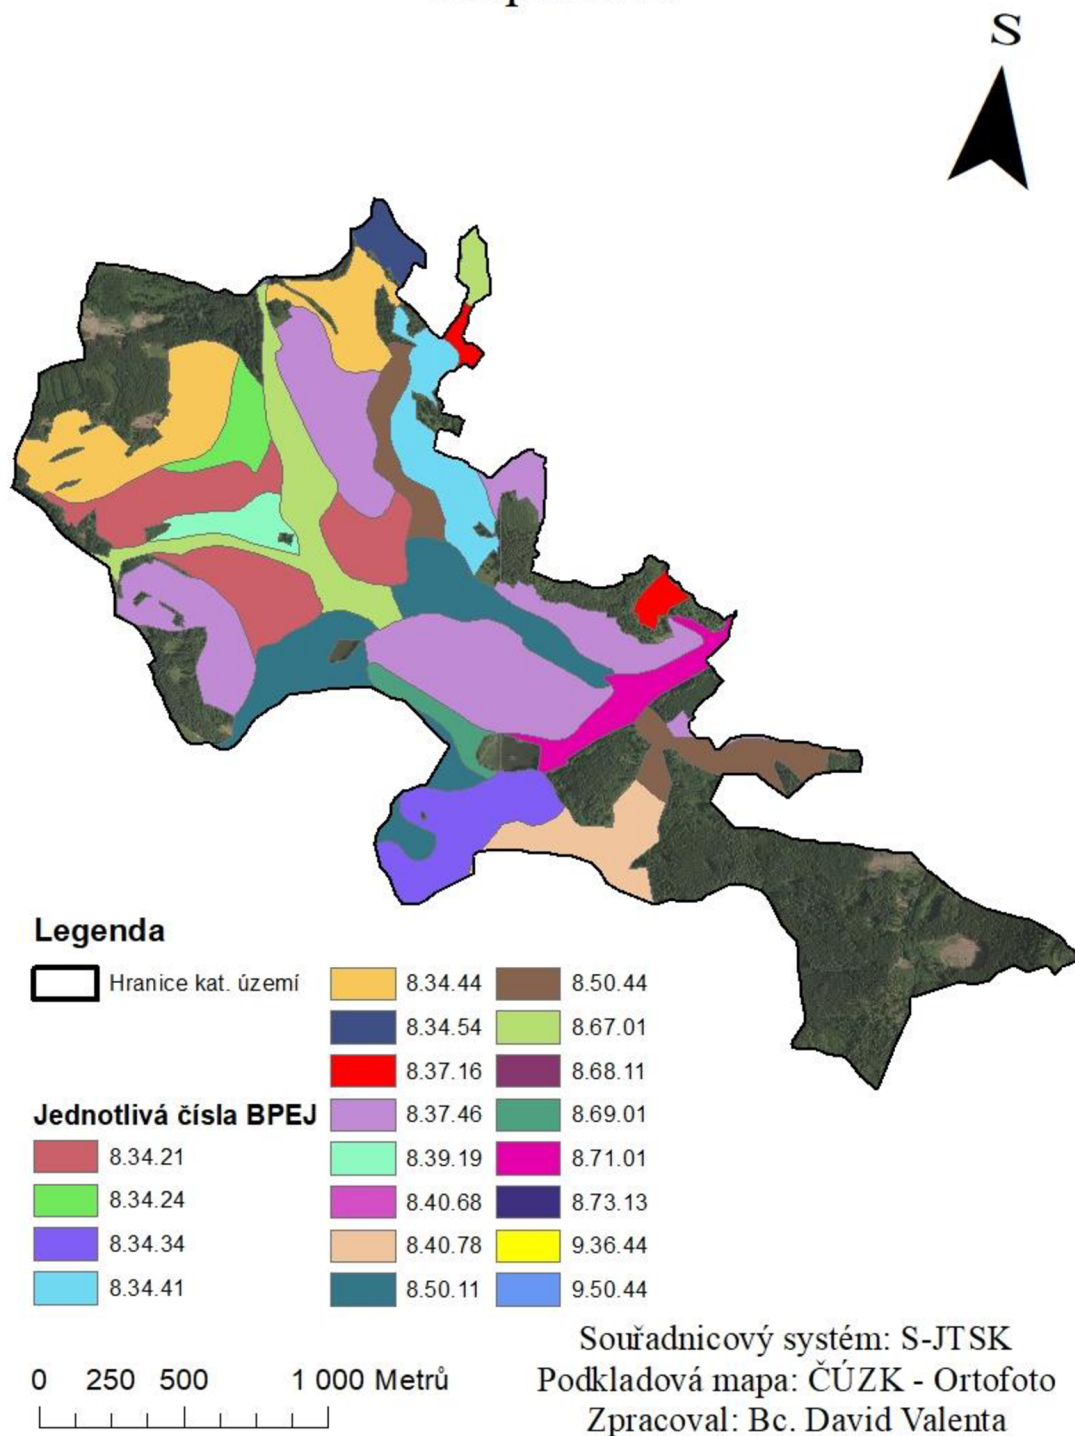 S
Legenda
Hranice kat. území
Jednotlivá čísla BPEJ
8.34.21
8.34.24
8.34.34
8.34.41
8.34.44
8.34.54
8.37.16
8.37.46
8.39.19
8.40.68
8.40.78
8.50.11
8.50.44
8.67.01
8.68.11
8.69.01
8.71.01
8.73.13
9.36.44
9.50.44
0 250 500 1 000 Metrů
Souřadnicový systém: S-JTSK
Podkladová mapa: ČÚZK - Ortofoto
Zpracoval: Bc. David Valenta